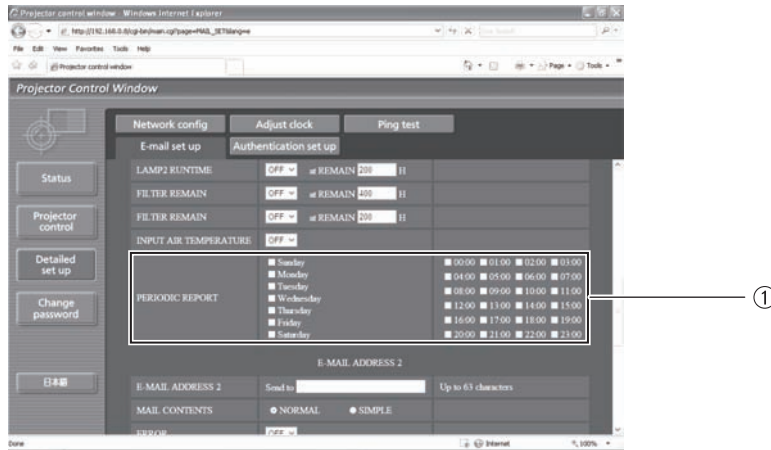 Projector control window - Windows Internet Explorer
http://192.168.0.8/cgi-bin/main.cgi?page=MAIL_SET&lang=e
File Edit View Favorites Tools Help
Projector control window
Page Tools
Projector Control Window
Network config Adjust clock Ping test
E-mail set up Authentication set up
Status
Projector control
Detailed set up
Change password
日本語
LAMP2 RUNTIME OFF at REMAIN 200 H
FILTER REMAIN OFF at REMAIN 400 H
FILTER REMAIN OFF at REMAIN 200 H
INPUT AIR TEMPERATURE OFF
PERIODIC REPORT
Sunday
Monday
Tuesday
Wednesday
Thursday
Friday
Saturday
00:00 01:00 02:00 03:00
04:00 05:00 06:00 07:00
08:00 09:00 10:00 11:00
12:00 13:00 14:00 15:00
16:00 17:00 18:00 19:00
20:00 21:00 22:00 23:00
①
E-MAIL ADDRESS 2
E-MAIL ADDRESS 2 Send to Up to 63 characters
MAIL CONTENTS NORMAL SIMPLE
ERROR OFF
Done Internet 100%